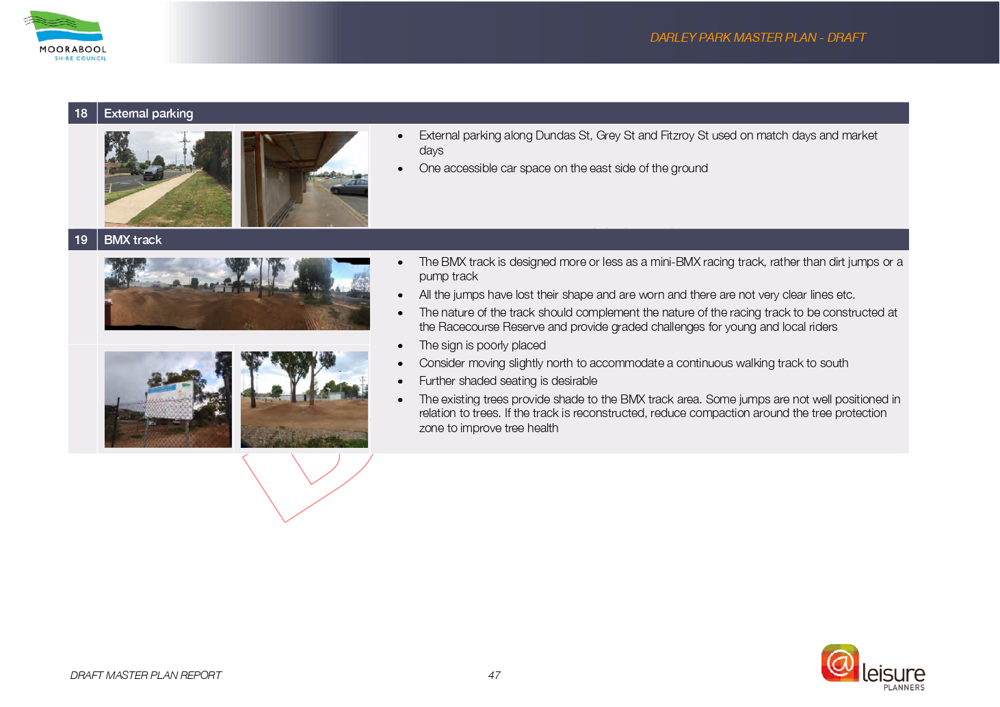 MOORABOOL
SHIRE COUNCIL
DARLEY PARK MASTER PLAN - DRAFT
18 External parking
• External parking along Dundas St, Grey St and Fitzroy St used on match days and market
days
• One accessible car space on the east side of the ground
19 BMX track
• The BMX track is designed more or less as a mini-BMX racing track, rather than dirt jumps or a
pump track
• All the jumps have lost their shape and are worn and there are not very clear lines etc.
• The nature of the track should complement the nature of the racing track to be constructed at
the Racecourse Reserve and provide graded challenges for young and local riders
• The sign is poorly placed
• Consider moving slightly north to accommodate a continuous walking track to south
• Further shaded seating is desirable
• The existing trees provide shade to the BMX track area. Some jumps are not well positioned in
relation to trees. If the track is reconstructed, reduce compaction around the tree protection
zone to improve tree health
DRAFT MASTER PLAN REPORT
47
@leisure
PLANNERS